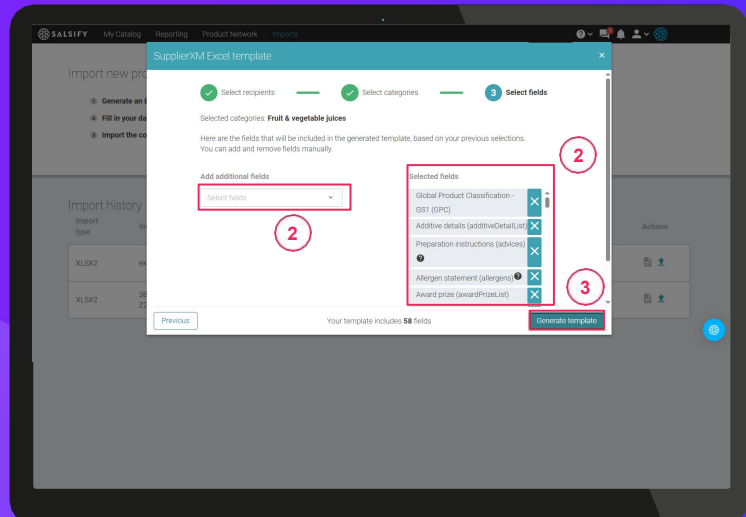 SALSIFY My Catalog Reporting Product Network Imports
SupplierXM Excel template ×
Import new pro
1 Generate an E
2 Fill in your da
3 Import the co
Select recipients Select categories 3 Select fields
Selected categories: Fruit & vegetable juices
Here are the fields that will be included in the generated template, based on your previous selections.
You can add and remove fields manually.
2
Add additional fields
Select fields
2
Selected fields
Global Product Classification -
GS1 (GPC)
Additive details (additiveDetailList)
Preparation instructions (advices)
Allergen statement (allergens)
Award prize (awardPrizeList)
3
Previous Your template includes 58 fields Generate template
Import history
Import
type
Actions
XLSX2 ex
XLSX2 38